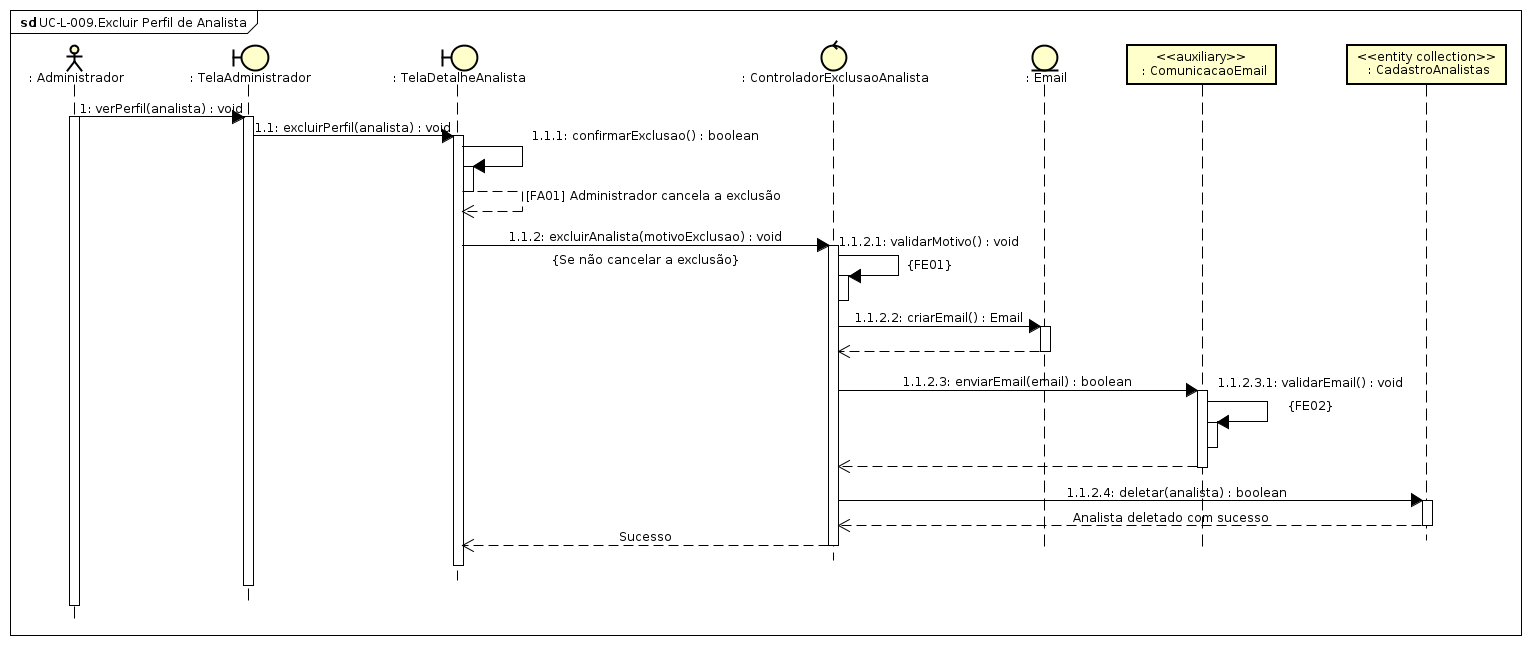 sd UC-L-009.Excluir Perfil de Analista
: Administrador
: TelaAdministrador
: TelaDetalheAnalista
: ControladorExclusaoAnalista
: Email
<<auxiliary>>
: ComunicacaoEmail
<<entity collection>>
: CadastroAnalistas
1: verPerfil(analista) : void
1.1: excluirPerfil(analista) : void
1.1.1: confirmarExclusao() : boolean
[FA01] Administrador cancela a exclusão
1.1.2: excluirAnalista(motivoExclusao) : void
{Se não cancelar a exclusão}
1.1.2.1: validarMotivo() : void
{FE01}
1.1.2.2: criarEmail() : Email
1.1.2.3: enviarEmail(email) : boolean
1.1.2.3.1: validarEmail() : void
{FE02}
1.1.2.4: deletar(analista) : boolean
Analista deletado com sucesso
Sucesso